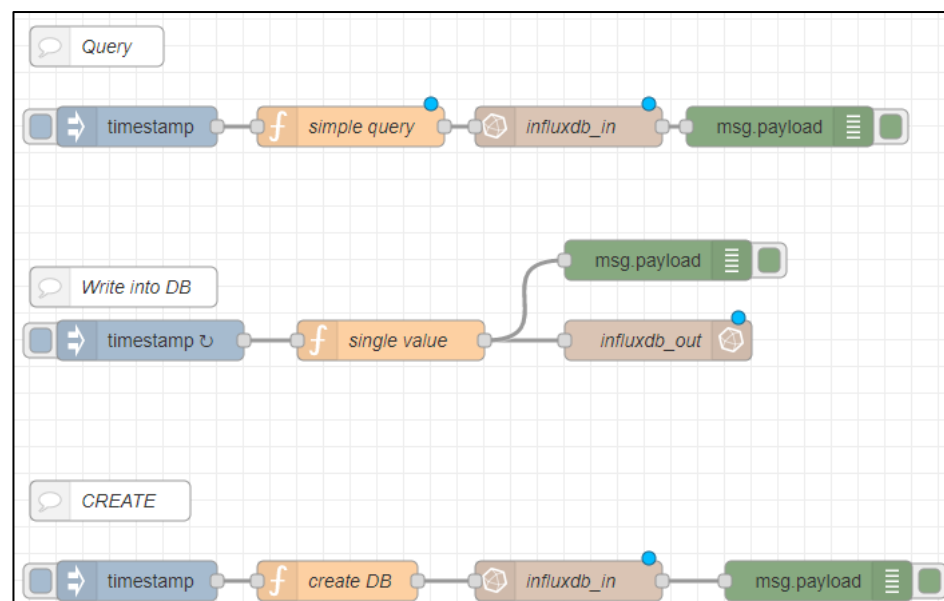 Query
timestamp simple query influxdb_in msg.payload
msg.payload
Write into DB
timestamp ↻ single value influxdb_out
CREATE
timestamp create DB influxdb_in msg.payload